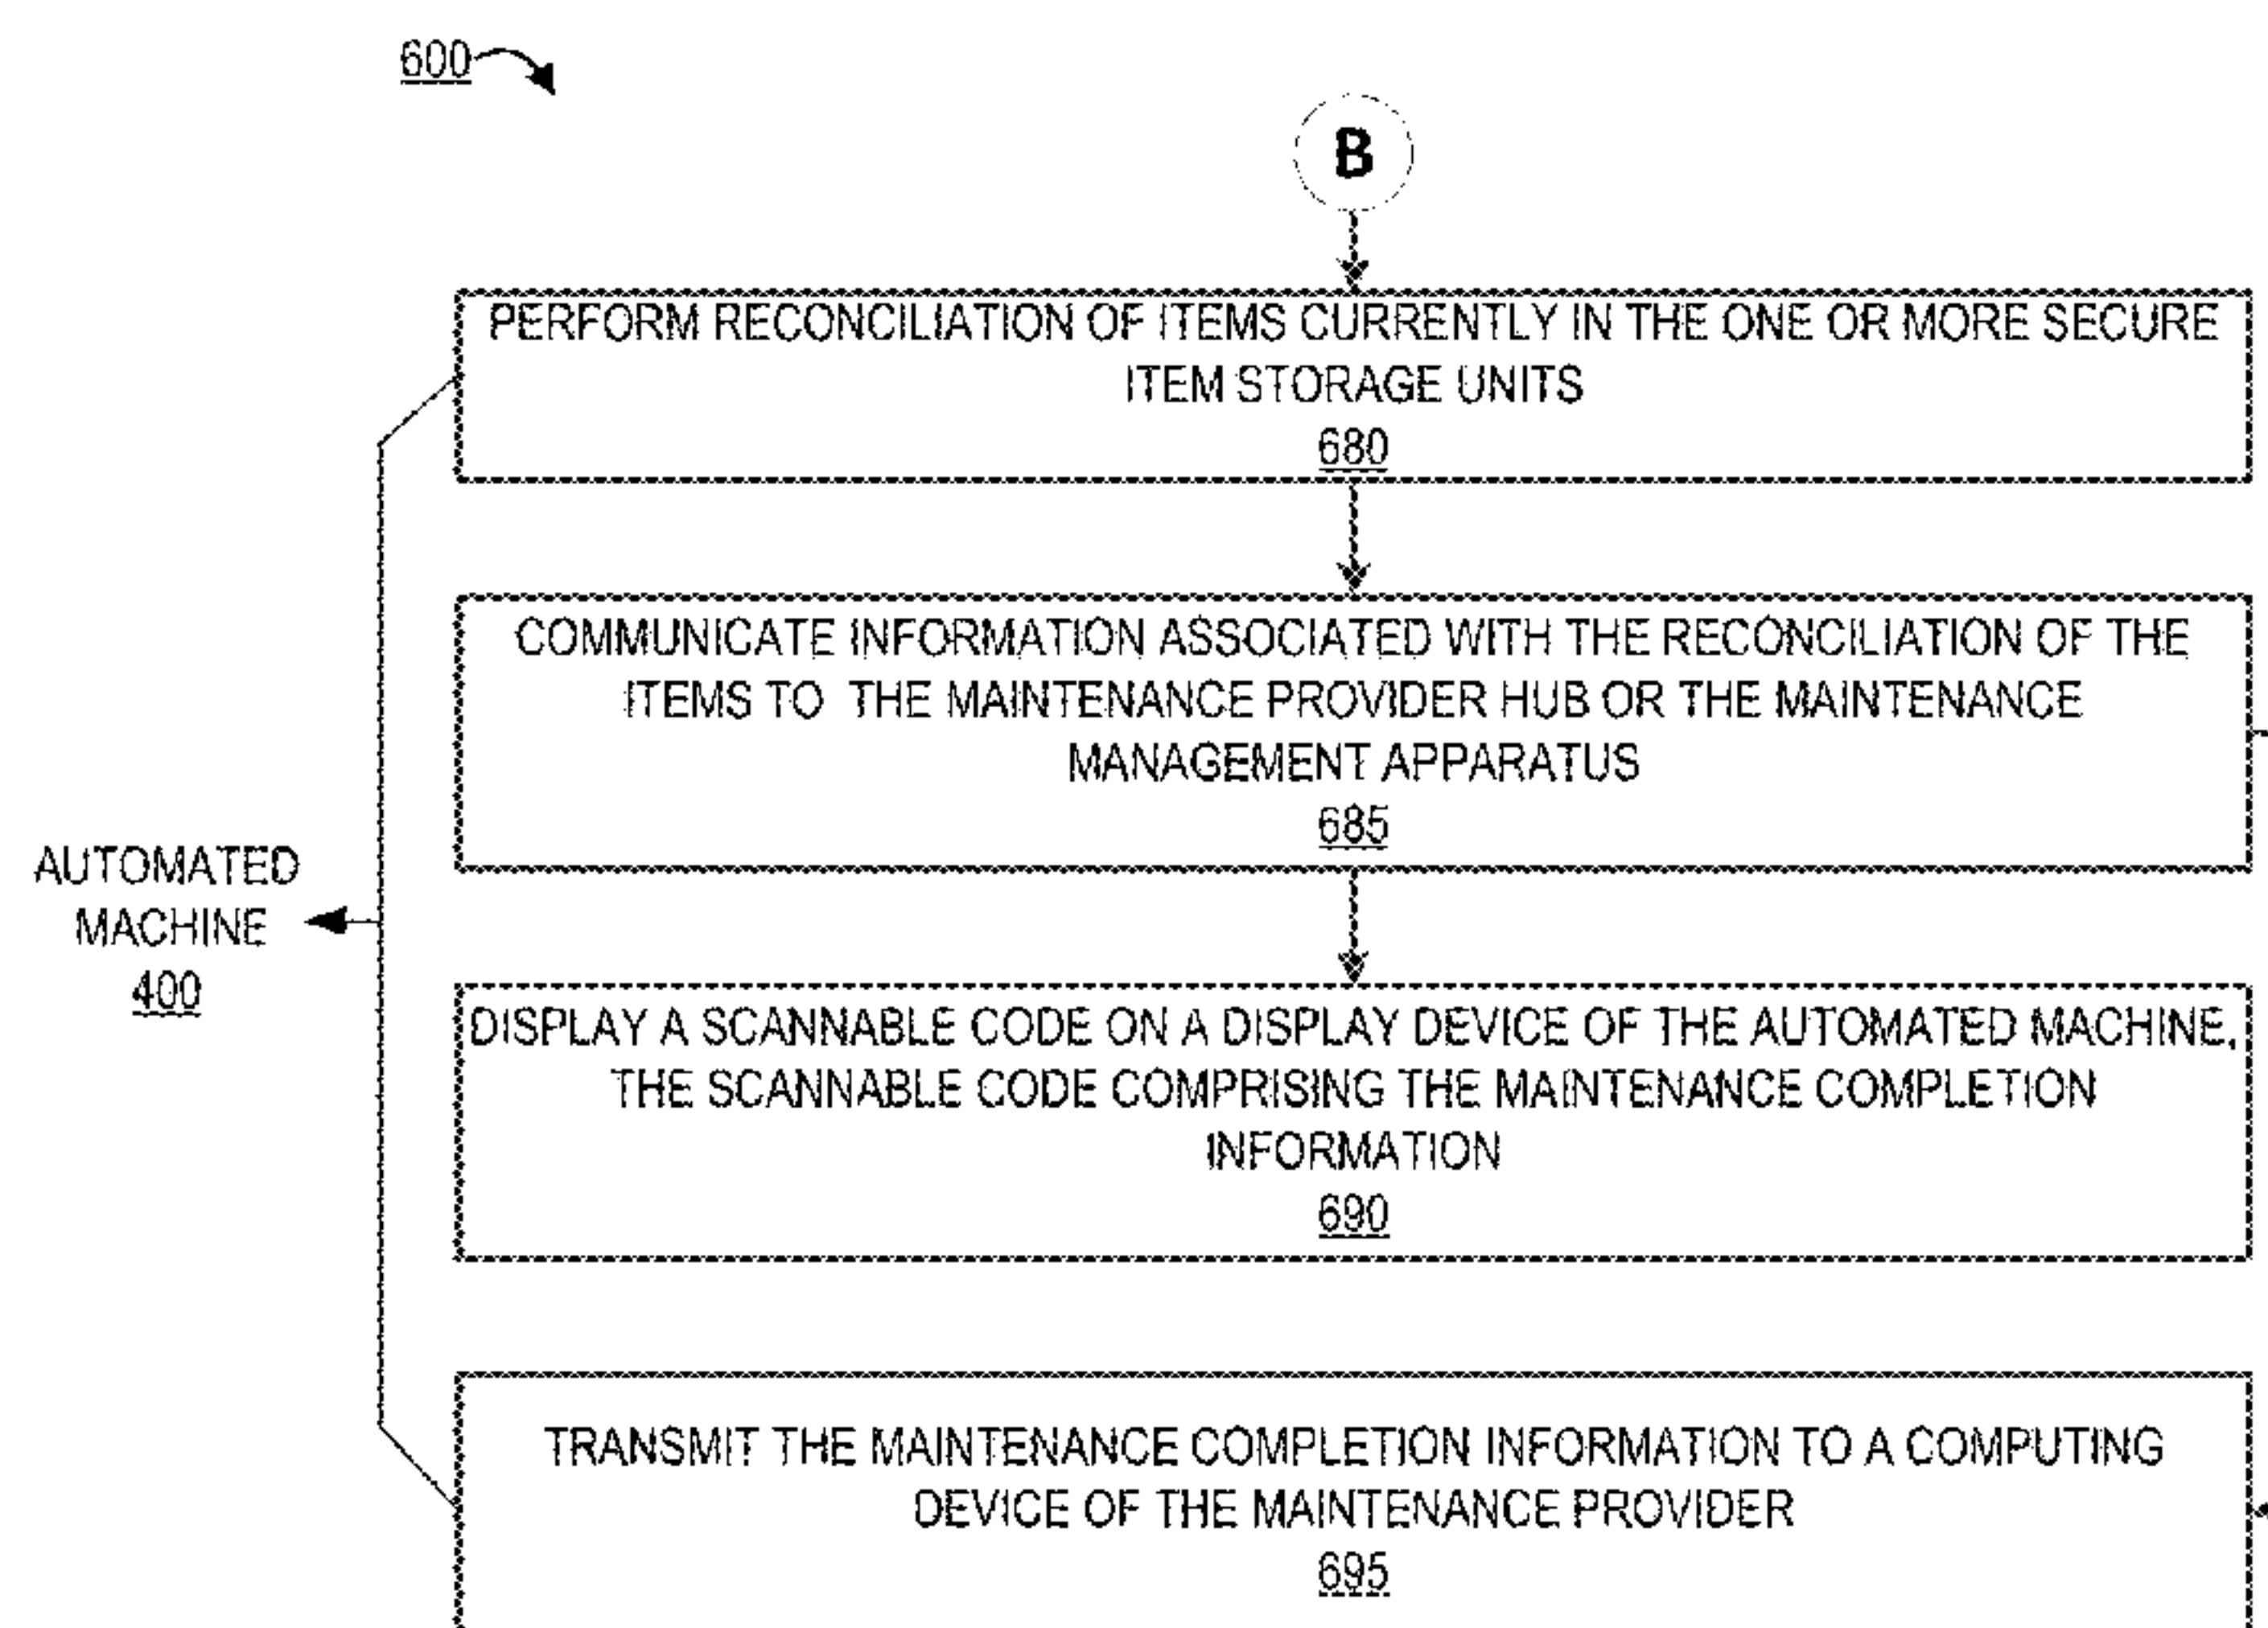 600
B
PERFORM RECONCILIATION OF ITEMS CURRENTLY IN THE ONE OR MORE SECURE
ITEM STORAGE UNITS
680
COMMUNICATE INFORMATION ASSOCIATED WITH THE RECONCILIATION OF THE
ITEMS TO THE MAINTENANCE PROVIDER HUB OR THE MAINTENANCE
MANAGEMENT APPARATUS
685
AUTOMATED
MACHINE
400
DISPLAY A SCANNABLE CODE ON A DISPLAY DEVICE OF THE AUTOMATED MACHINE,
THE SCANNABLE CODE COMPRISING THE MAINTENANCE COMPLETION
INFORMATION
690
TRANSMIT THE MAINTENANCE COMPLETION INFORMATION TO A COMPUTING
DEVICE OF THE MAINTENANCE PROVIDER
695